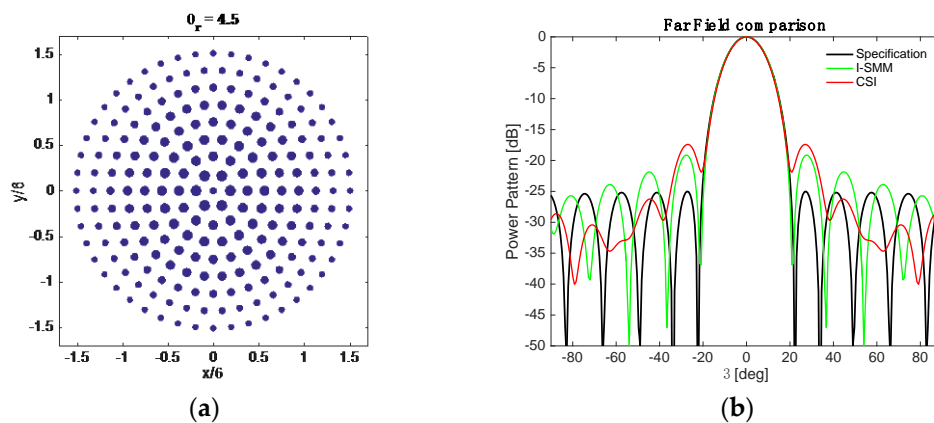 0r = 4.5
1.5
1
0.5
0
-0.5
-1
-1.5
y/6
-1.5 -1 -0.5 0 0.5 1 1.5
x/6
(a)
Far Field comparison
Specification
I-SMM
CSI
0
-5
-10
-15
-20
-25
-30
-35
-40
-45
-50
Power Pattern [dB]
-80 -60 -40 -20 0 20 40 60 80
3 [deg]
(b)